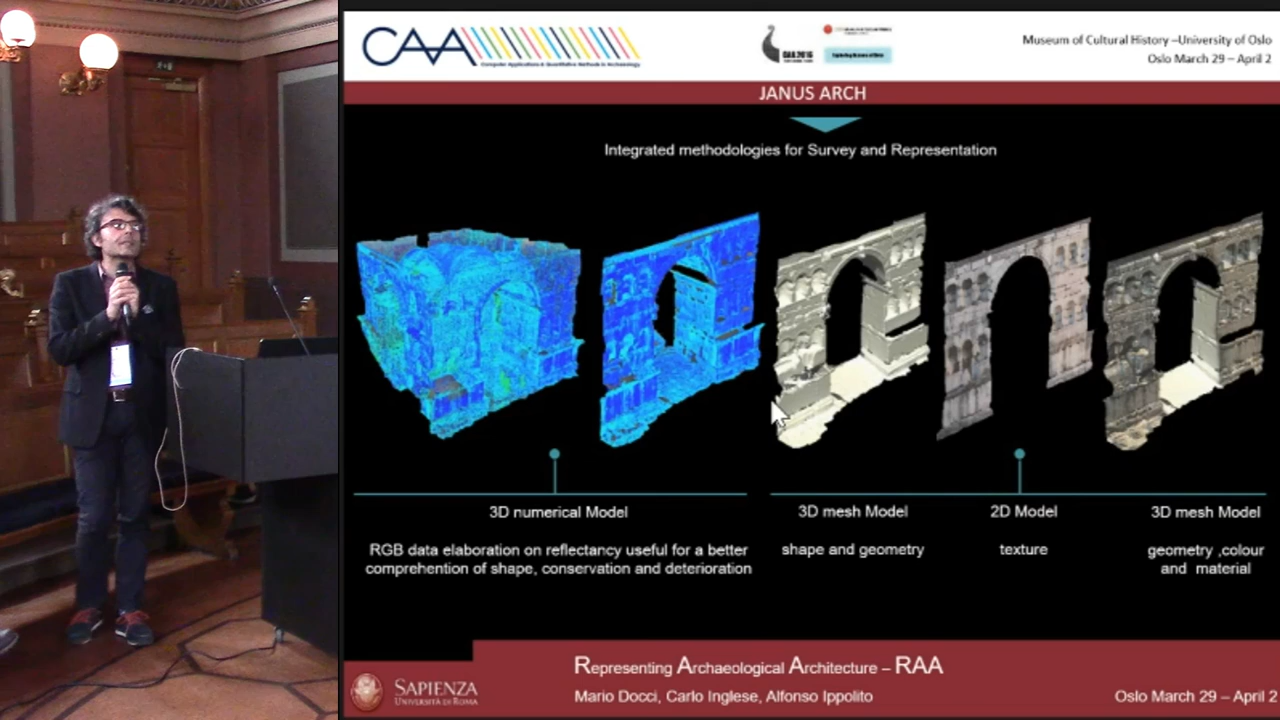 CAA
Computer Applications & Quantitative Methods in Archaeology
CAA 2016
Museum of Cultural History –University of Oslo
Oslo March 29 – April 2
JANUS ARCH
Integrated methodologies for Survey and Representation
3D numerical Model
RGB data elaboration on reflectancy useful for a better
comprehention of shape, conservation and deterioration
3D mesh Model
shape and geometry
2D Model
texture
3D mesh Model
geometry ,colour
and material
Representing Archaeological Architecture – RAA
Mario Docci, Carlo Inglese, Alfonso Ippolito
Oslo March 29 – April 2
SAPIENZA
UNIVERSITÀ DI ROMA